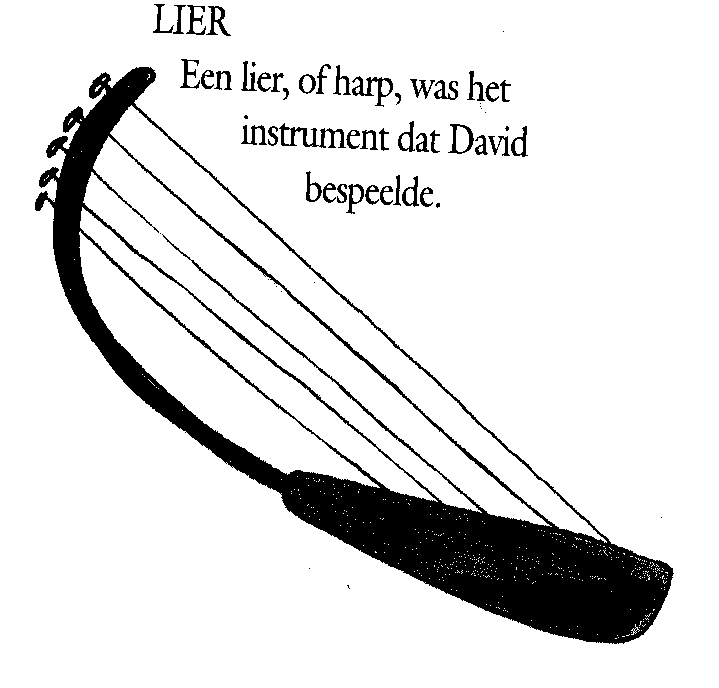 LIER
Een lier, of harp, was het
instrument dat David
bespeelde.